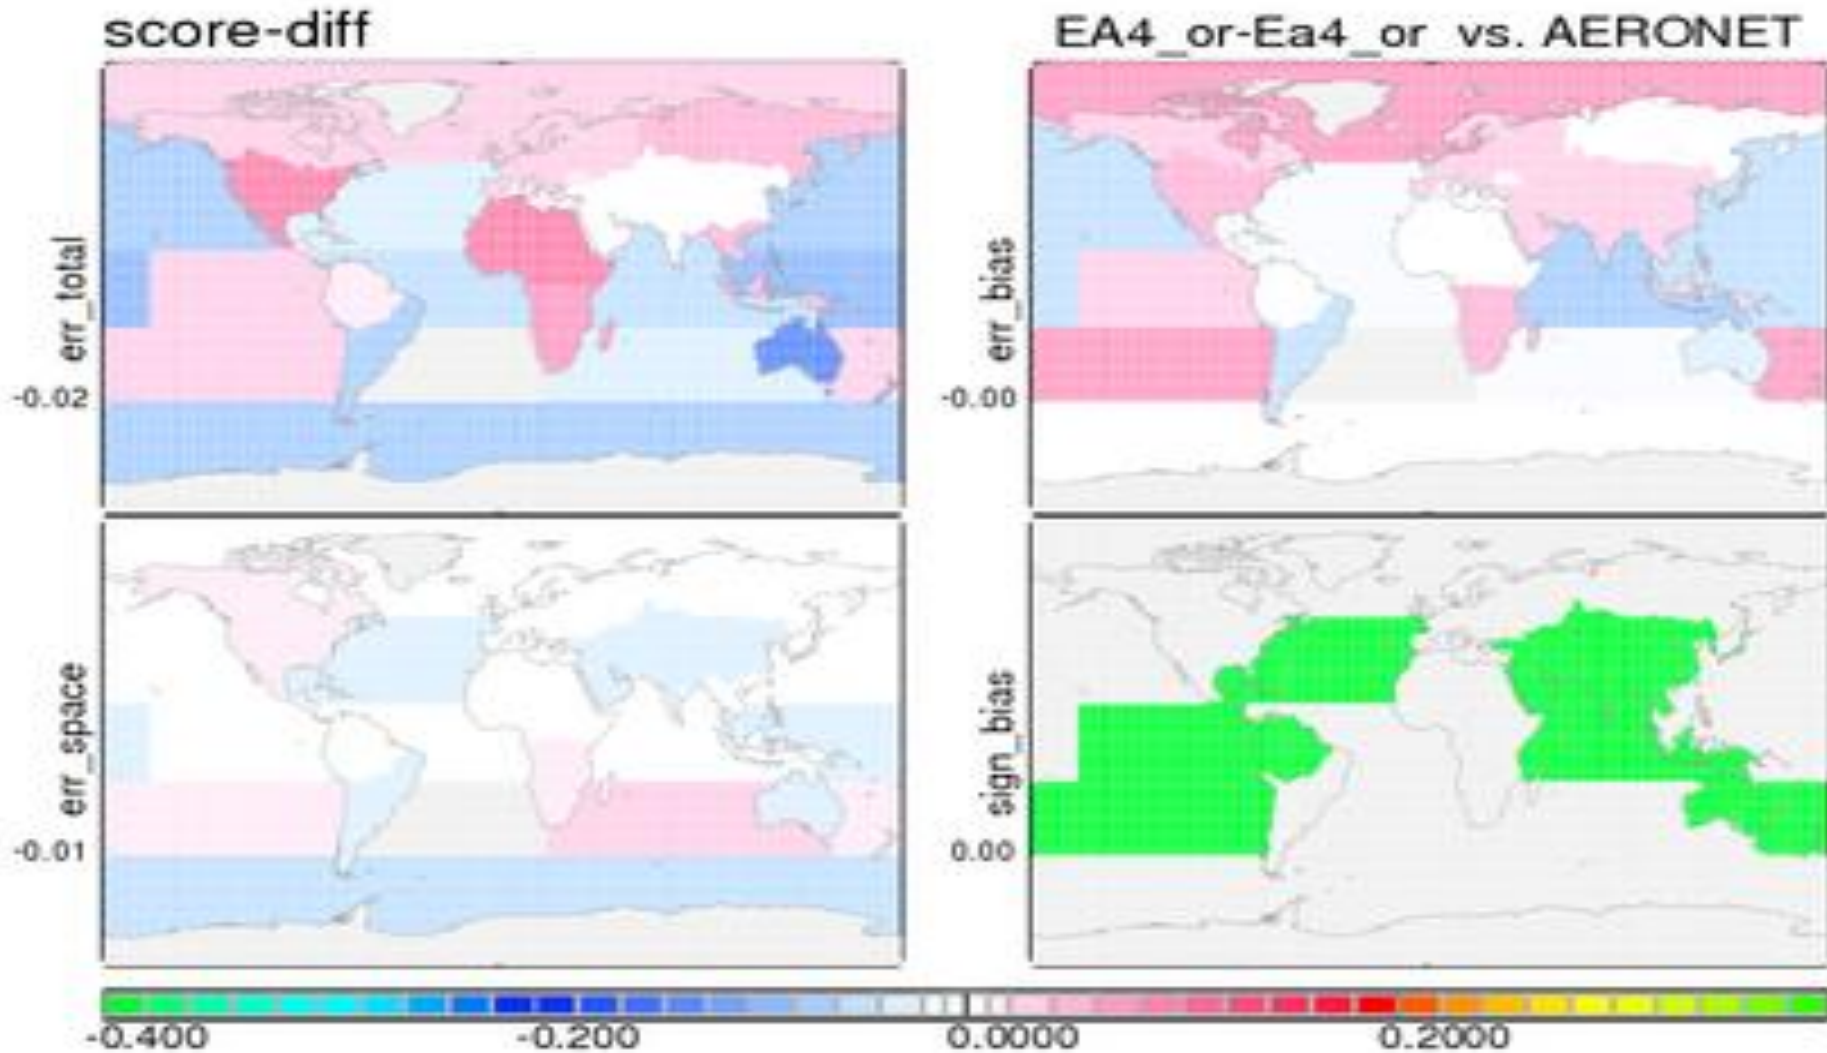 score-diff
EA4_or-Ea4_or vs. AERONET
err_total
-0.02
err_bias
-0.00
err_space
-0.01
sign_bias
0.00
-0.400 -0.200 0.0000 0.2000